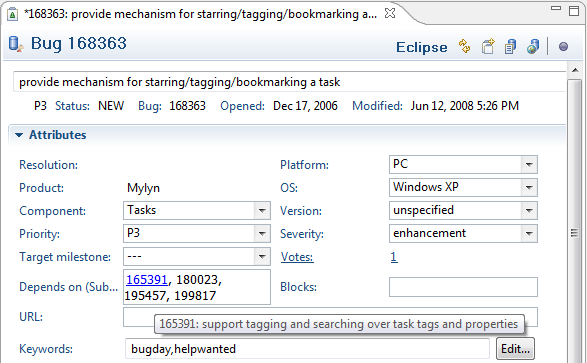 *168363: provide mechanism for starring/tagging/bookmarking a...
Bug 168363
Eclipse
provide mechanism for starring/tagging/bookmarking a task
P3 Status: NEW Bug: 168363 Opened: Dec 17, 2006 Modified: Jun 12, 2008 5:26 PM
Attributes
Resolution: Platform: PC
Product: Mylyn OS: Windows XP
Component: Tasks Version: unspecified
Priority: P3 Severity: enhancement
Target milestone: --- Votes: 1
Depends on (Sub... 165391, 180023,
195457, 199817
Blocks:
URL:
165391: support tagging and searching over task tags and properties
Keywords: bugday,helpwanted Edit...